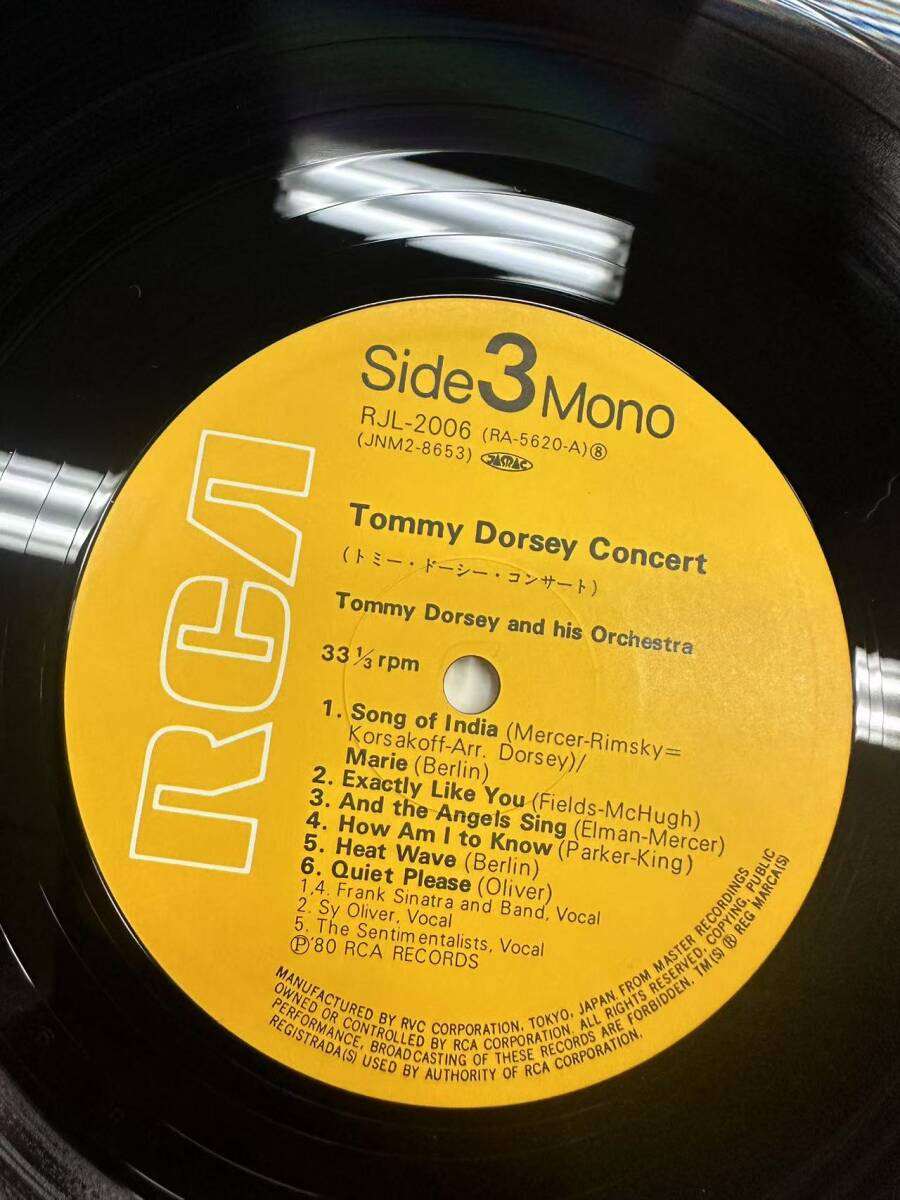 Side 3 Mono
RJL-2006 (RA-5620-A)⑧
(JNM2-8653) JASRAC
RCA
Tommy Dorsey Concert
(トミー・ドーシー・コンサート)
Tommy Dorsey and his Orchestra
33 1/3 rpm
1. Song of India (Mercer-Rimsky=
Korsakoff-Arr. Dorsey)/
Marie (Berlin)
2. Exactly Like You (Fields-McHugh)
3. And the Angels Sing (Elman-Mercer)
4. How Am I to Know (Parker-King)
5. Heat Wave (Berlin)
6. Quiet Please (Oliver)
1,4. Frank Sinatra and Band, Vocal
2. Sy Oliver, Vocal
5. The Sentimentalists, Vocal
Ⓟ'80 RCA RECORDS
MANUFACTURED BY RVC CORPORATION, TOKYO, JAPAN FROM MASTER RECORDINGS
OWNED OR CONTROLLED BY RCA CORPORATION. ALL RIGHTS RESERVED, COPYING, PUBLIC
PERFORMANCE, BROADCASTING OF THESE RECORDS ARE FORBIDDEN. TM(S) ® REG MARCA(S)
REGISTRADA(S) USED BY AUTHORITY OF RCA CORPORATION.